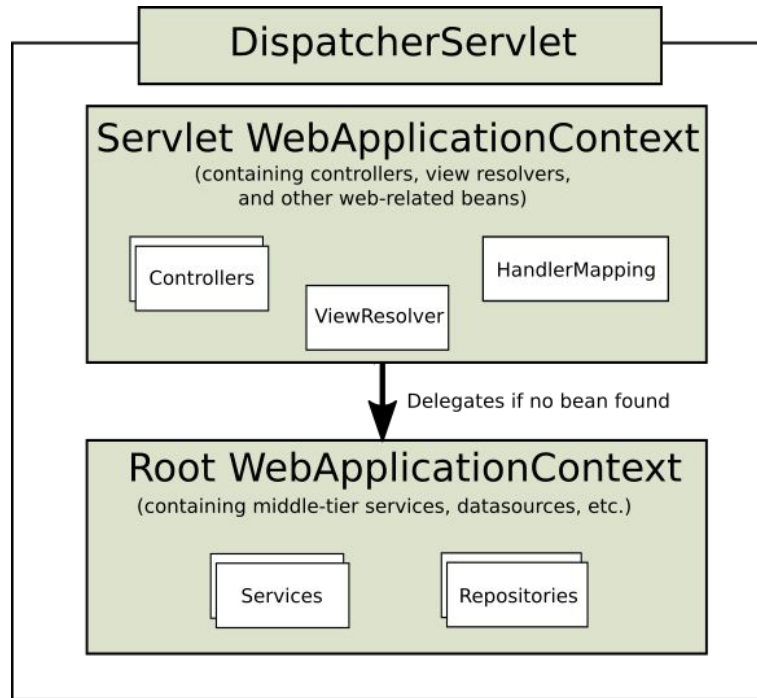 DispatcherServlet
Servlet WebApplicationContext
(containing controllers, view resolvers,
and other web-related beans)
Controllers
ViewResolver
HandlerMapping
Delegates if no bean found
Root WebApplicationContext
(containing middle-tier services, datasources, etc.)
Services
Repositories